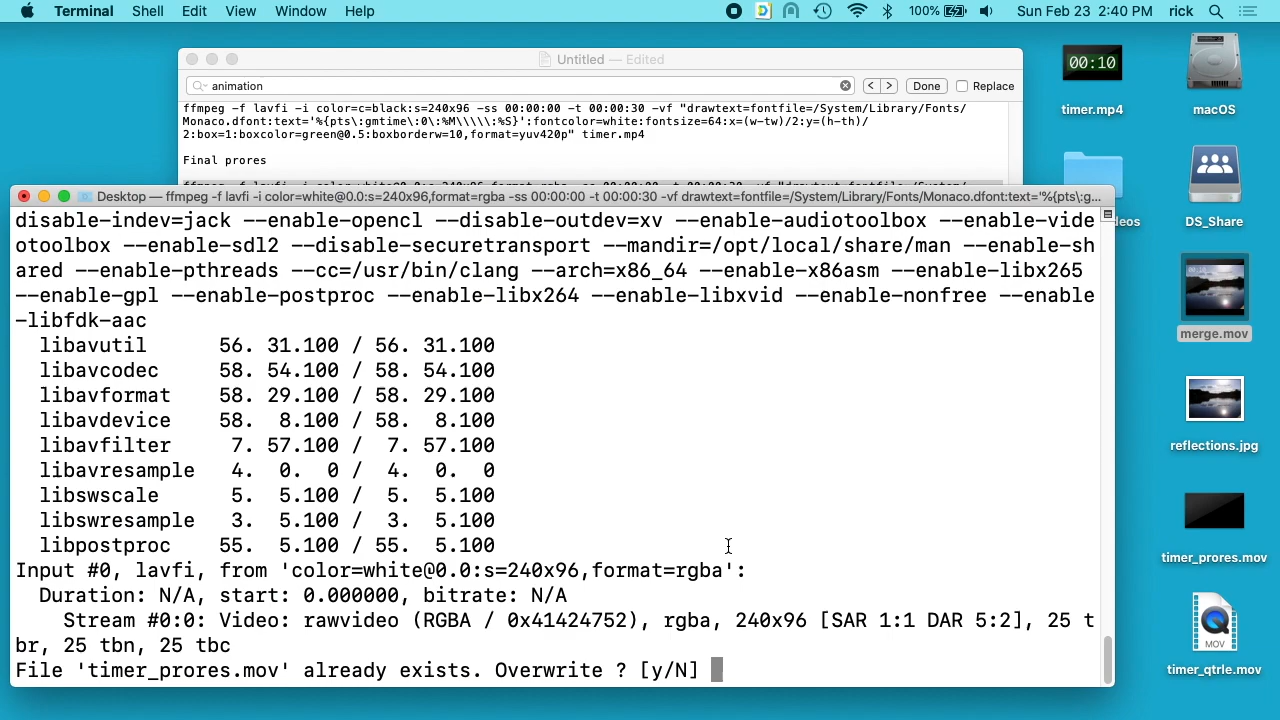 Terminal Shell Edit View Window Help 100% Sun Feb 23 2:40 PM rick
Untitled — Edited
animation Done Replace
ffmpeg -f lavfi -i color=c=black:s=240x96 -ss 00:00:00 -t 00:00:30 -vf "drawtext=fontfile=/System/Library/Fonts/
Monaco.dfont:text='%{pts\:gmtime\:0\:%M\\\\\:%S}':fontcolor=white:fontsize=64:x=(w-tw)/2:y=(h-th)/
2:box=1:boxcolor=green@0.5:boxborderw=10,format=yuv420p" timer.mp4
Final prores
Desktop — ffmpeg -f lavfi -i color=white@0.0:s=240x96,format=rgba -ss 00:00:00 -t 00:00:30 -vf drawtext=fontfile=/System/Library/Fonts/Monaco.dfont:text='%{pts\:g...
disable-indev=jack --enable-opencl --disable-outdev=xv --enable-audiotoolbox --enable-vide
otoolbox --enable-sdl2 --disable-securetransport --mandir=/opt/local/share/man --enable-sh
ared --enable-pthreads --cc=/usr/bin/clang --arch=x86_64 --enable-x86asm --enable-libx265
--enable-gpl --enable-postproc --enable-libx264 --enable-libxvid --enable-nonfree --enable
-libfdk-aac
libavutil 56. 31.100 / 56. 31.100
libavcodec 58. 54.100 / 58. 54.100
libavformat 58. 29.100 / 58. 29.100
libavdevice 58. 8.100 / 58. 8.100
libavfilter 7. 57.100 / 7. 57.100
libavresample 4. 0. 0 / 4. 0. 0
libswscale 5. 5.100 / 5. 5.100
libswresample 3. 5.100 / 3. 5.100
libpostproc 55. 5.100 / 55. 5.100
Input #0, lavfi, from 'color=white@0.0:s=240x96,format=rgba':
Duration: N/A, start: 0.000000, bitrate: N/A
Stream #0:0: Video: rawvideo (RGBA / 0x41424752), rgba, 240x96 [SAR 1:1 DAR 5:2], 25 t
br, 25 tbn, 25 tbc
File 'timer_prores.mov' already exists. Overwrite ? [y/N]
00:10
timer.mp4
macOS
eos
DS_Share
merge.mov
reflections.jpg
timer_prores.mov
MOV
timer_qtrle.mov